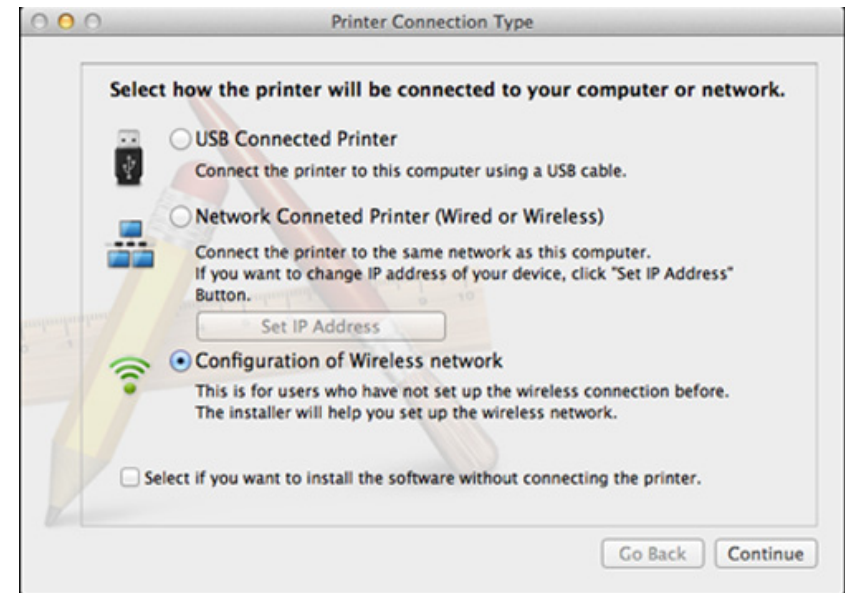 Printer Connection Type
Select how the printer will be connected to your computer or network.
USB Connected Printer
Connect the printer to this computer using a USB cable.
Network Conneted Printer (Wired or Wireless)
Connect the printer to the same network as this computer.
If you want to change IP address of your device, click "Set IP Address"
Button.
Set IP Address
Configuration of Wireless network
This is for users who have not set up the wireless connection before.
The installer will help you set up the wireless network.
Select if you want to install the software without connecting the printer.
Go Back Continue